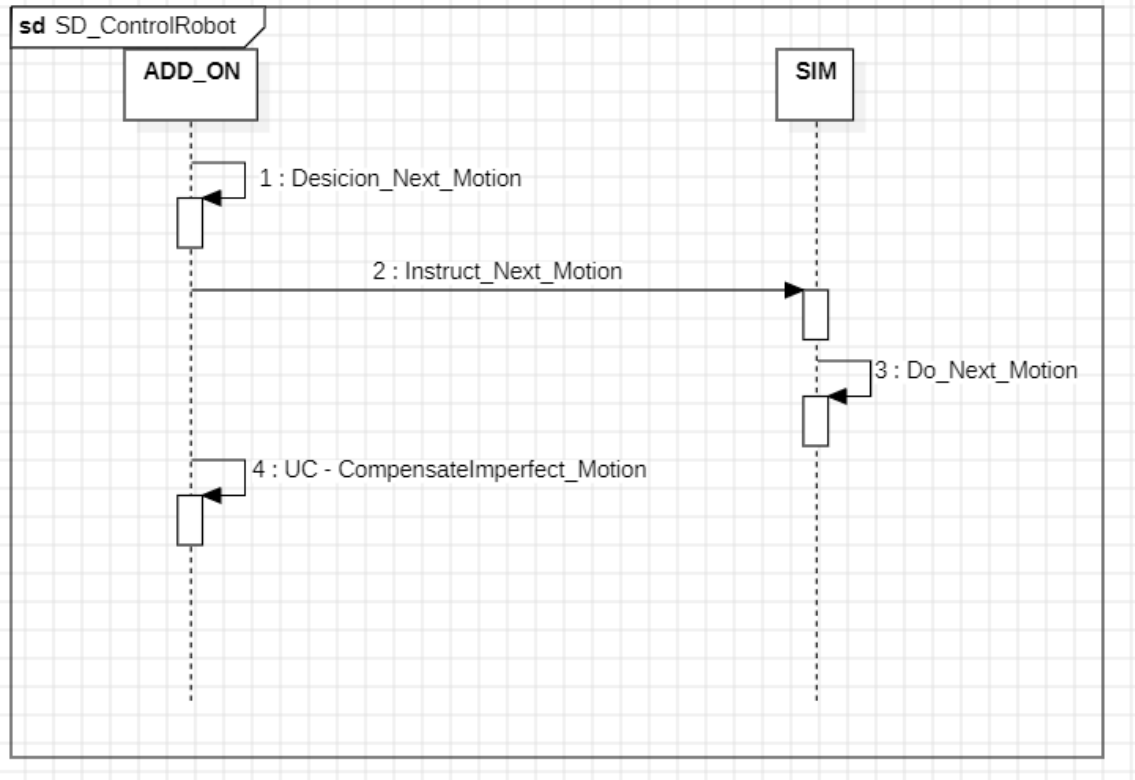 sd SD_ControlRobot
ADD_ON
SIM
1 : Desicion_Next_Motion
2 : Instruct_Next_Motion
3 : Do_Next_Motion
4 : UC - CompensateImperfect_Motion